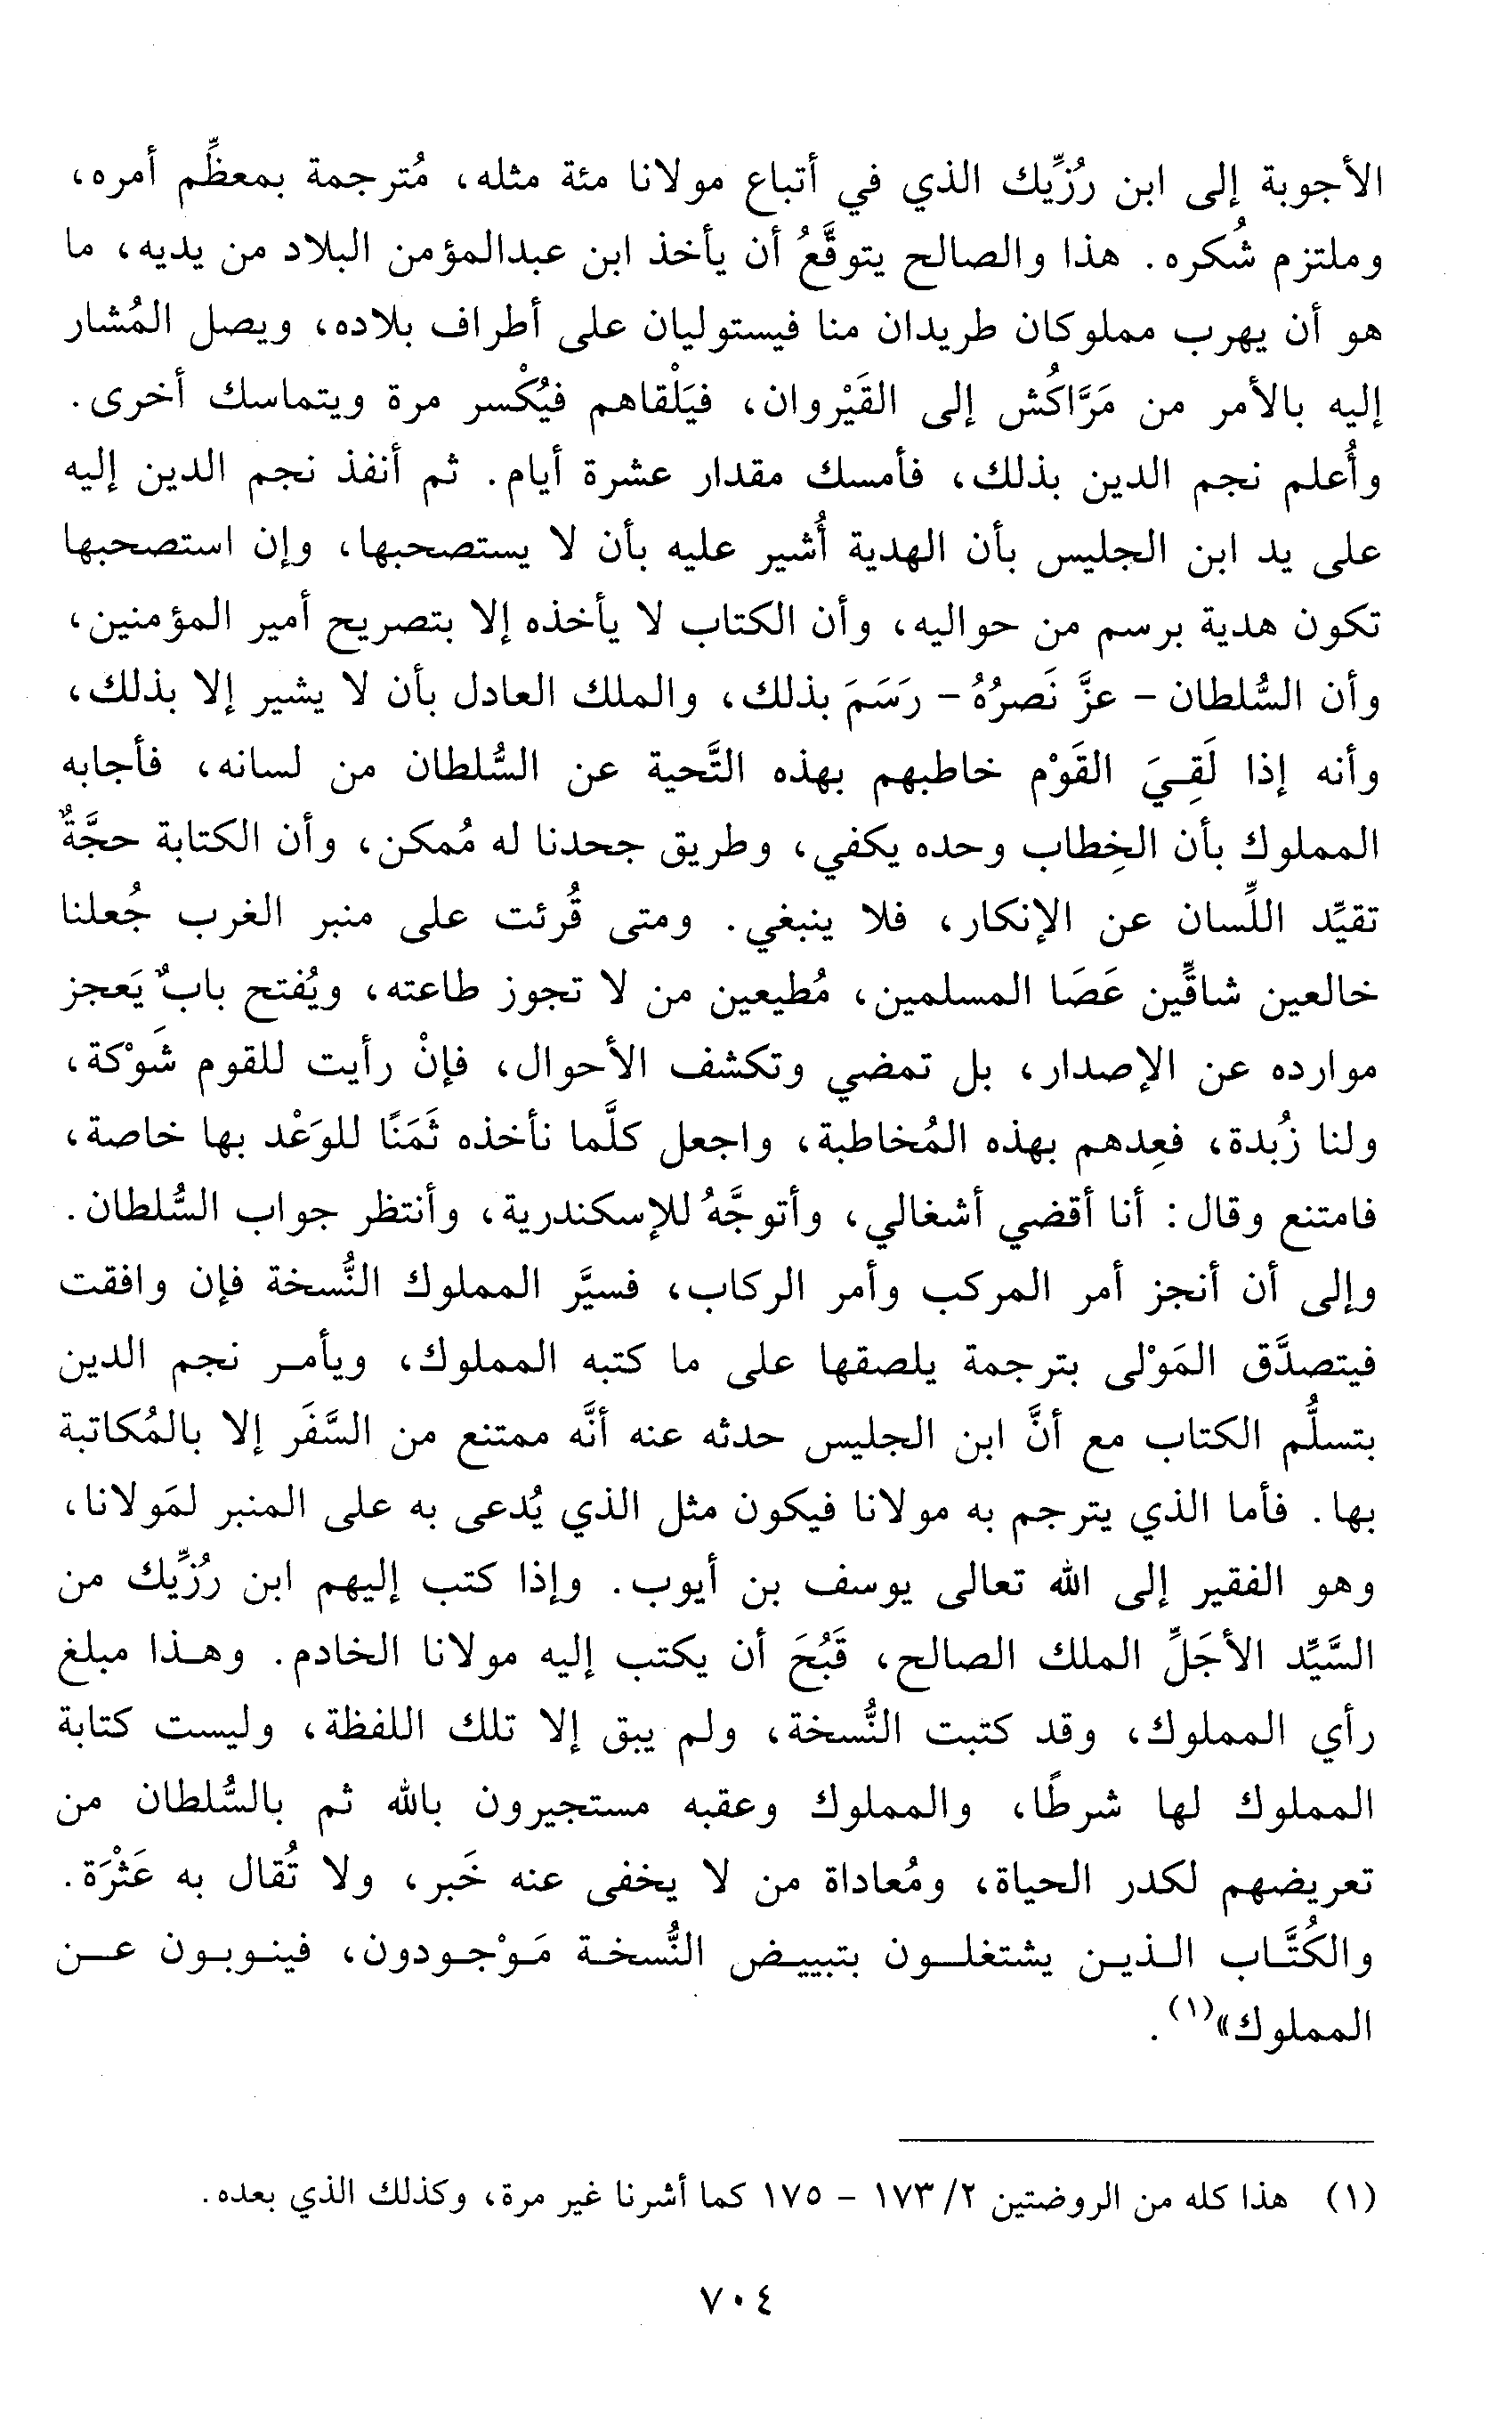 الأجوبة إلى ابن رُزِّيك الذي في أتباع مولانا مئة مثله، مُترجمة بمعظِّم أمره،
وملتزم شُكره. هذا والصالح يتوقَّعُ أن يأخذ ابن عبدالمؤمن البلاد من يديه، ما
هو أن يهرب مملوكان طريدان منا فيستوليان على أطراف بلاده، ويصل المُشار
إليه بالأمر من مَرَّاكُش إلى القَيْروان، فيَلْقاهم فيُكْسر مرة ويتماسك أخرى.
وأُعلم نجم الدين بذلك، فأمسك مقدار عشرة أيام. ثم أنفذ نجم الدين إليه
على يد ابن الجليس بأن الهدية أُشير عليه بأن لا يستصحبها، وإن استصحبها
تكون هدية برسم من حواليه، وأن الكتاب لا يأخذه إلا بتصريح أمير المؤمنين،
وأن السُّلطان - عزَّ نَصرُهُ - رَسَمَ بذلك، والملك العادل بأن لا يشير إلا بذلك،
وأنه إذا لَقِيَ القَوْم خاطبهم بهذه التَّحية عن السُّلطان من لسانه، فأجابه
المملوك بأن الخِطاب وحده يكفي، وطريق جحدنا له مُمكن، وأن الكتابة حجَّةٌ
تقيِّد اللِّسان عن الإنكار، فلا ينبغي. ومتى قُرئت على منبر الغرب جُعلنا
خالعين شاقِّين عَصَا المسلمين، مُطيعين من لا تجوز طاعته، ويُفتح بابٌ يَعجز
موارده عن الإصدار، بل تمضي وتكشف الأحوال، فإنْ رأيت للقوم شَوْكة،
ولنا زُبدة، فعِدهم بهذه المُخاطبة، واجعل كلَّما نأخذه ثَمَنًا للوَعْد بها خاصة،
فامتنع وقال: أنا أقضي أشغالي، وأتوجَّهُ للإسكندرية، وأنتظر جواب السُّلطان.
وإلى أن أنجز أمر المركب وأمر الركاب، فسيَّر المملوك النُّسخة فإن وافقت
فيتصدَّق المَوْلى بترجمة يلصقها على ما كتبه المملوك، ويأمر نجم الدين
بتسلُّم الكتاب مع أنَّ ابن الجليس حدثه عنه أنَّه ممتنع من السَّفَر إلا بالمُكاتبة
بها. فأما الذي يترجم به مولانا فيكون مثل الذي يُدعى به على المنبر لمَولانا،
وهو الفقير إلى الله تعالى يوسف بن أيوب. وإذا كتب إليهم ابن رُزِّيك من
السَّيِّد الأجَلِّ الملك الصالح، قَبُحَ أن يكتب إليه مولانا الخادم. وهذا مبلغ
رأي المملوك، وقد كتبت النُّسخة، ولم يبق إلا تلك اللفظة، وليست كتابة
المملوك لها شرطًا، والمملوك وعقبه مستجيرون بالله ثم بالسُّلطان من
تعريضهم لكدر الحياة، ومُعاداة من لا يخفى عنه خَبر، ولا تُقال به عَثْرَة.
والكُتَّاب الذين يشتغلون بتبييض النُّسخة مَوْجودون، فينوبون عن
المملوك»(١).
(١) هذا كله من الروضتين ٢/ ١٧٣ - ١٧٥ كما أشرنا غير مرة، وكذلك الذي بعده.
٧٠٤